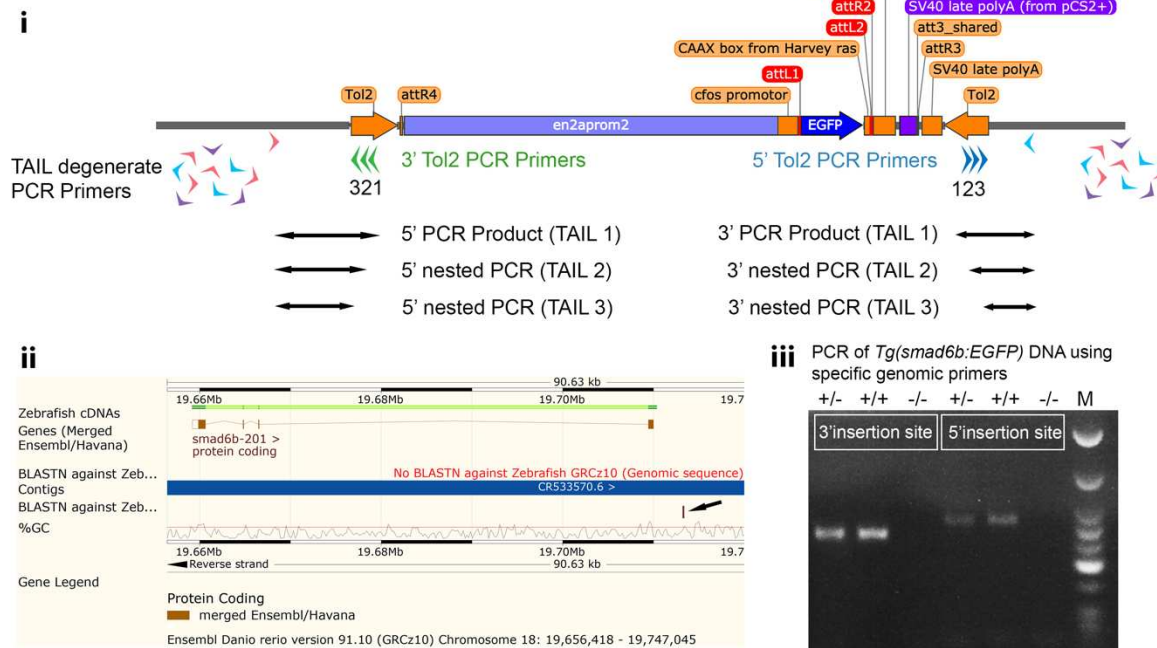 i
attR2
SV40 late polyA (from pCS2+)
attL2
att3_shared
CAAX box from Harvey ras
attR3
attL1
SV40 late polyA
Tol2
attR4
cfos promotor
Tol2
en2aprom2
EGFP
TAIL degenerate
PCR Primers
3’ Tol2 PCR Primers
5’ Tol2 PCR Primers
321
123
5’ PCR Product (TAIL 1)
3’ PCR Product (TAIL 1)
5’ nested PCR (TAIL 2)
3’ nested PCR (TAIL 2)
5’ nested PCR (TAIL 3)
3’ nested PCR (TAIL 3)
ii
90.63 kb
19.66Mb 19.68Mb 19.70Mb 19.7
Zebrafish cDNAs
Genes (Merged
Ensembl/Havana)
smad6b-201 >
protein coding
BLASTN against Zeb...
No BLASTN against Zebrafish GRCz10 (Genomic sequence)
Contigs
CR533570.6 >
BLASTN against Zeb...
%GC
19.66Mb 19.68Mb 19.70Mb 19.7
Reverse strand
90.63 kb
Gene Legend
Protein Coding
merged Ensembl/Havana
Ensembl Danio rerio version 91.10 (GRCz10) Chromosome 18: 19,656,418 - 19,747,045
iii
PCR of Tg(smad6b:EGFP) DNA using
specific genomic primers
+/- +/+ -/- +/- +/+ -/- M
3’insertion site
5’insertion site